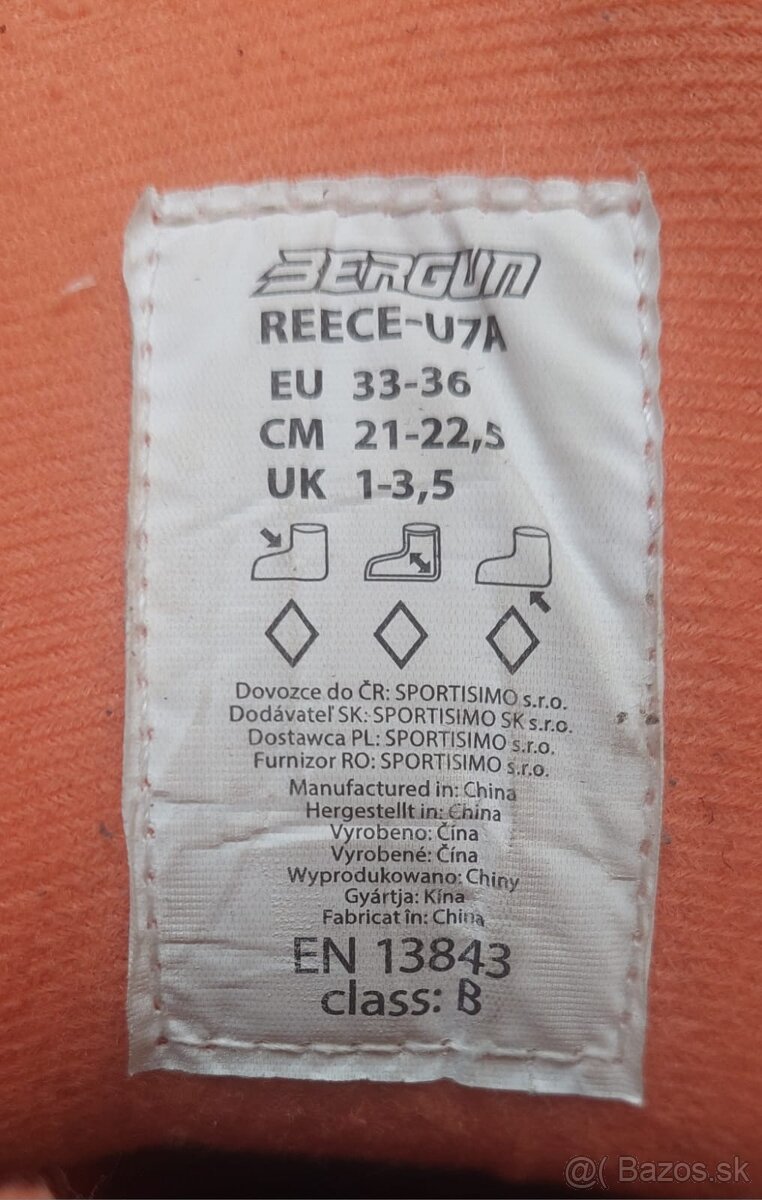 BERGUN
REECE-U7A
EU 33-36
CM 21-22,5
UK 1-3,5
Dovozce do ČR: SPORTISIMO s.r.o.
Dodávateľ SK: SPORTISIMO SK s.r.o.
Dostawca PL: SPORTISIMO s.r.o.
Furnizor RO: SPORTISIMO s.r.o.
Manufactured in: China
Hergestellt in: China
Vyrobeno: Čína
Vyrobené: Čína
Wyprodukowano: Chiny
Gyártja: Kína
Fabricat în: China
EN 13843
class: B
@( Bazos.sk